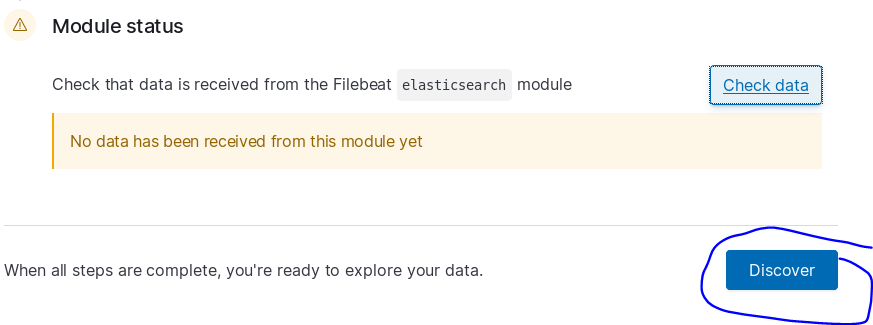 Module status
Check that data is received from the Filebeat elasticsearch module
Check data
No data has been received from this module yet
When all steps are complete, you're ready to explore your data.
Discover